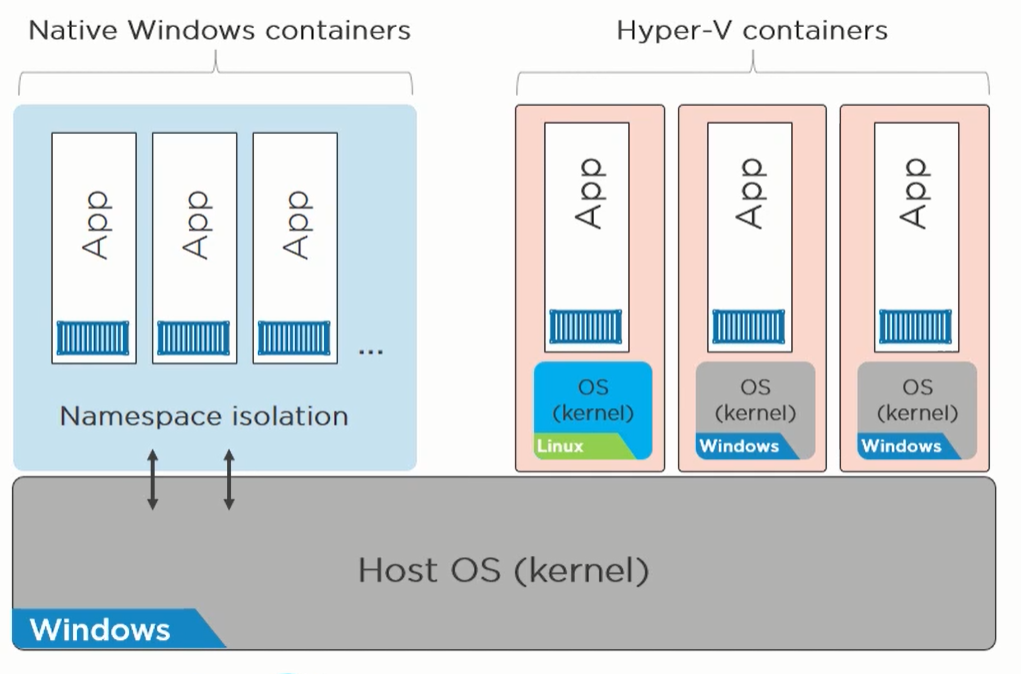 Native Windows containers
Hyper-V containers
App
App
App
...
App
App
App
Namespace isolation
OS
(kernel)
Linux
OS
(kernel)
Windows
OS
(kernel)
Windows
Host OS (kernel)
Windows